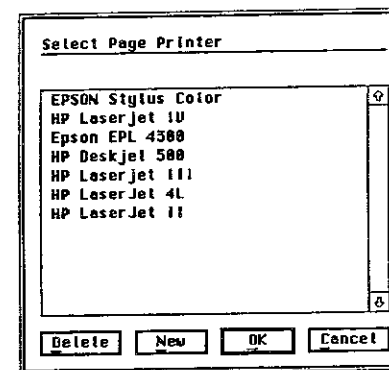 Select Page Printer
EPSON Stylus Color
HP Laserjet IV
Epson EPL 4300
HP Deskjet 500
HP Laserjet III
HP LaserJet 4L
HP LaserJet II
Delete New OK Cancel